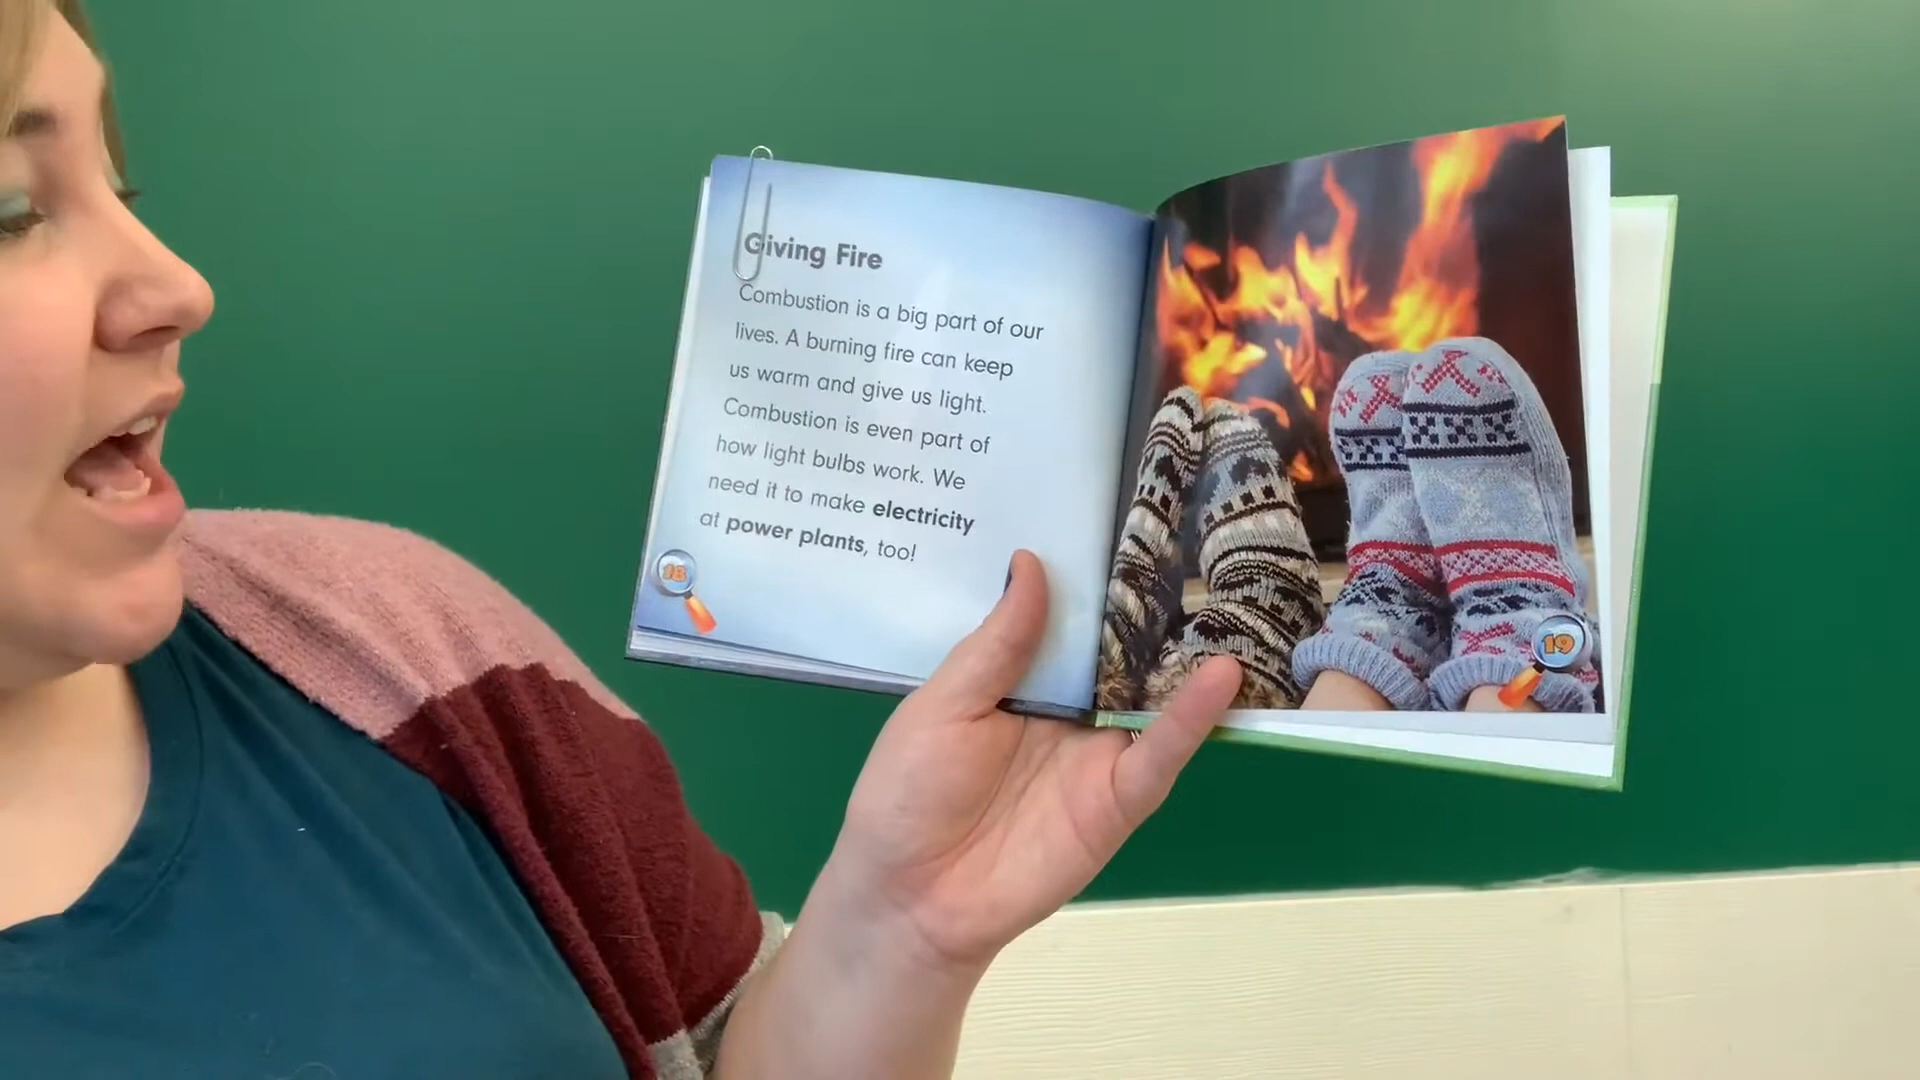 Giving Fire
Combustion is a big part of our
lives. A burning fire can keep
us warm and give us light.
Combustion is even part of
how light bulbs work. We
need it to make electricity
at power plants, too!
18
19